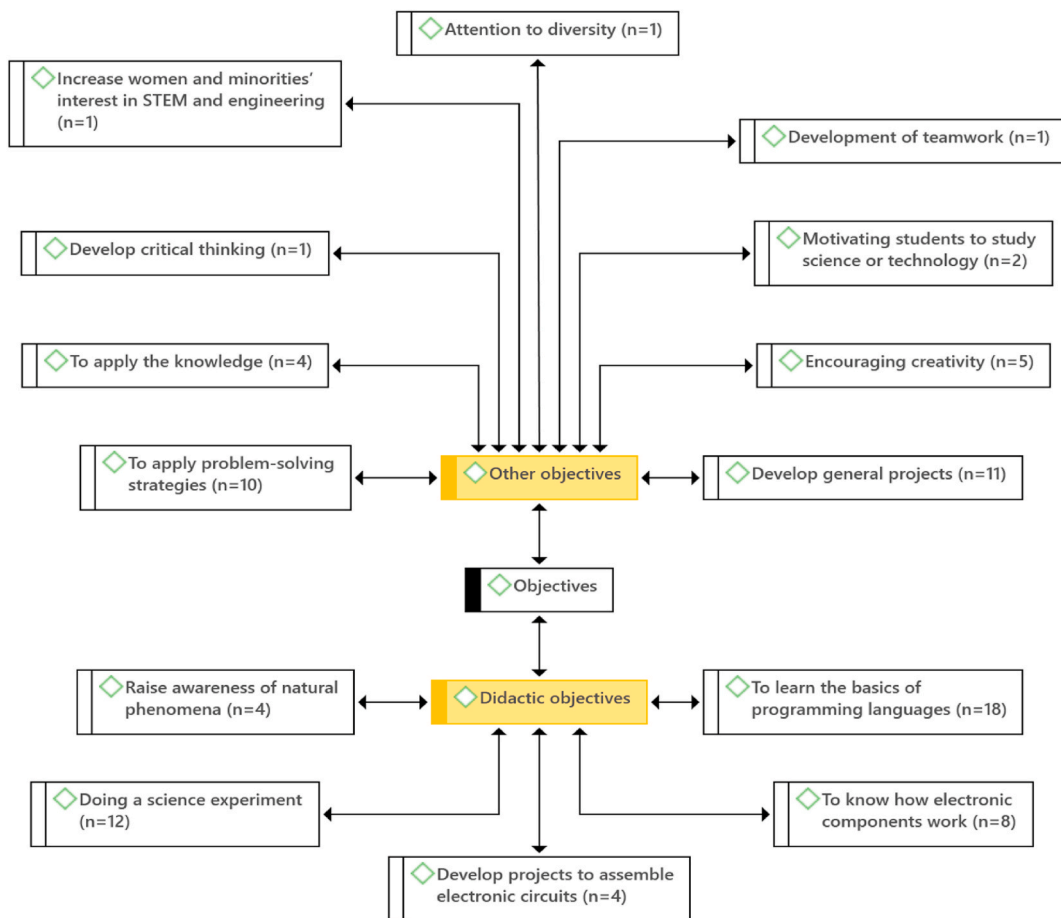 Attention to diversity (n=1)
Increase women and minorities'
interest in STEM and engineering
(n=1)
Development of teamwork (n=1)
Develop critical thinking (n=1)
Motivating students to study
science or technology (n=2)
To apply the knowledge (n=4)
Encouraging creativity (n=5)
To apply problem-solving
strategies (n=10)
Other objectives
Develop general projects (n=11)
Objectives
Raise awareness of natural
phenomena (n=4)
Didactic objectives
To learn the basics of
programming languages (n=18)
Doing a science experiment
(n=12)
To know how electronic
components work (n=8)
Develop projects to assemble
electronic circuits (n=4)